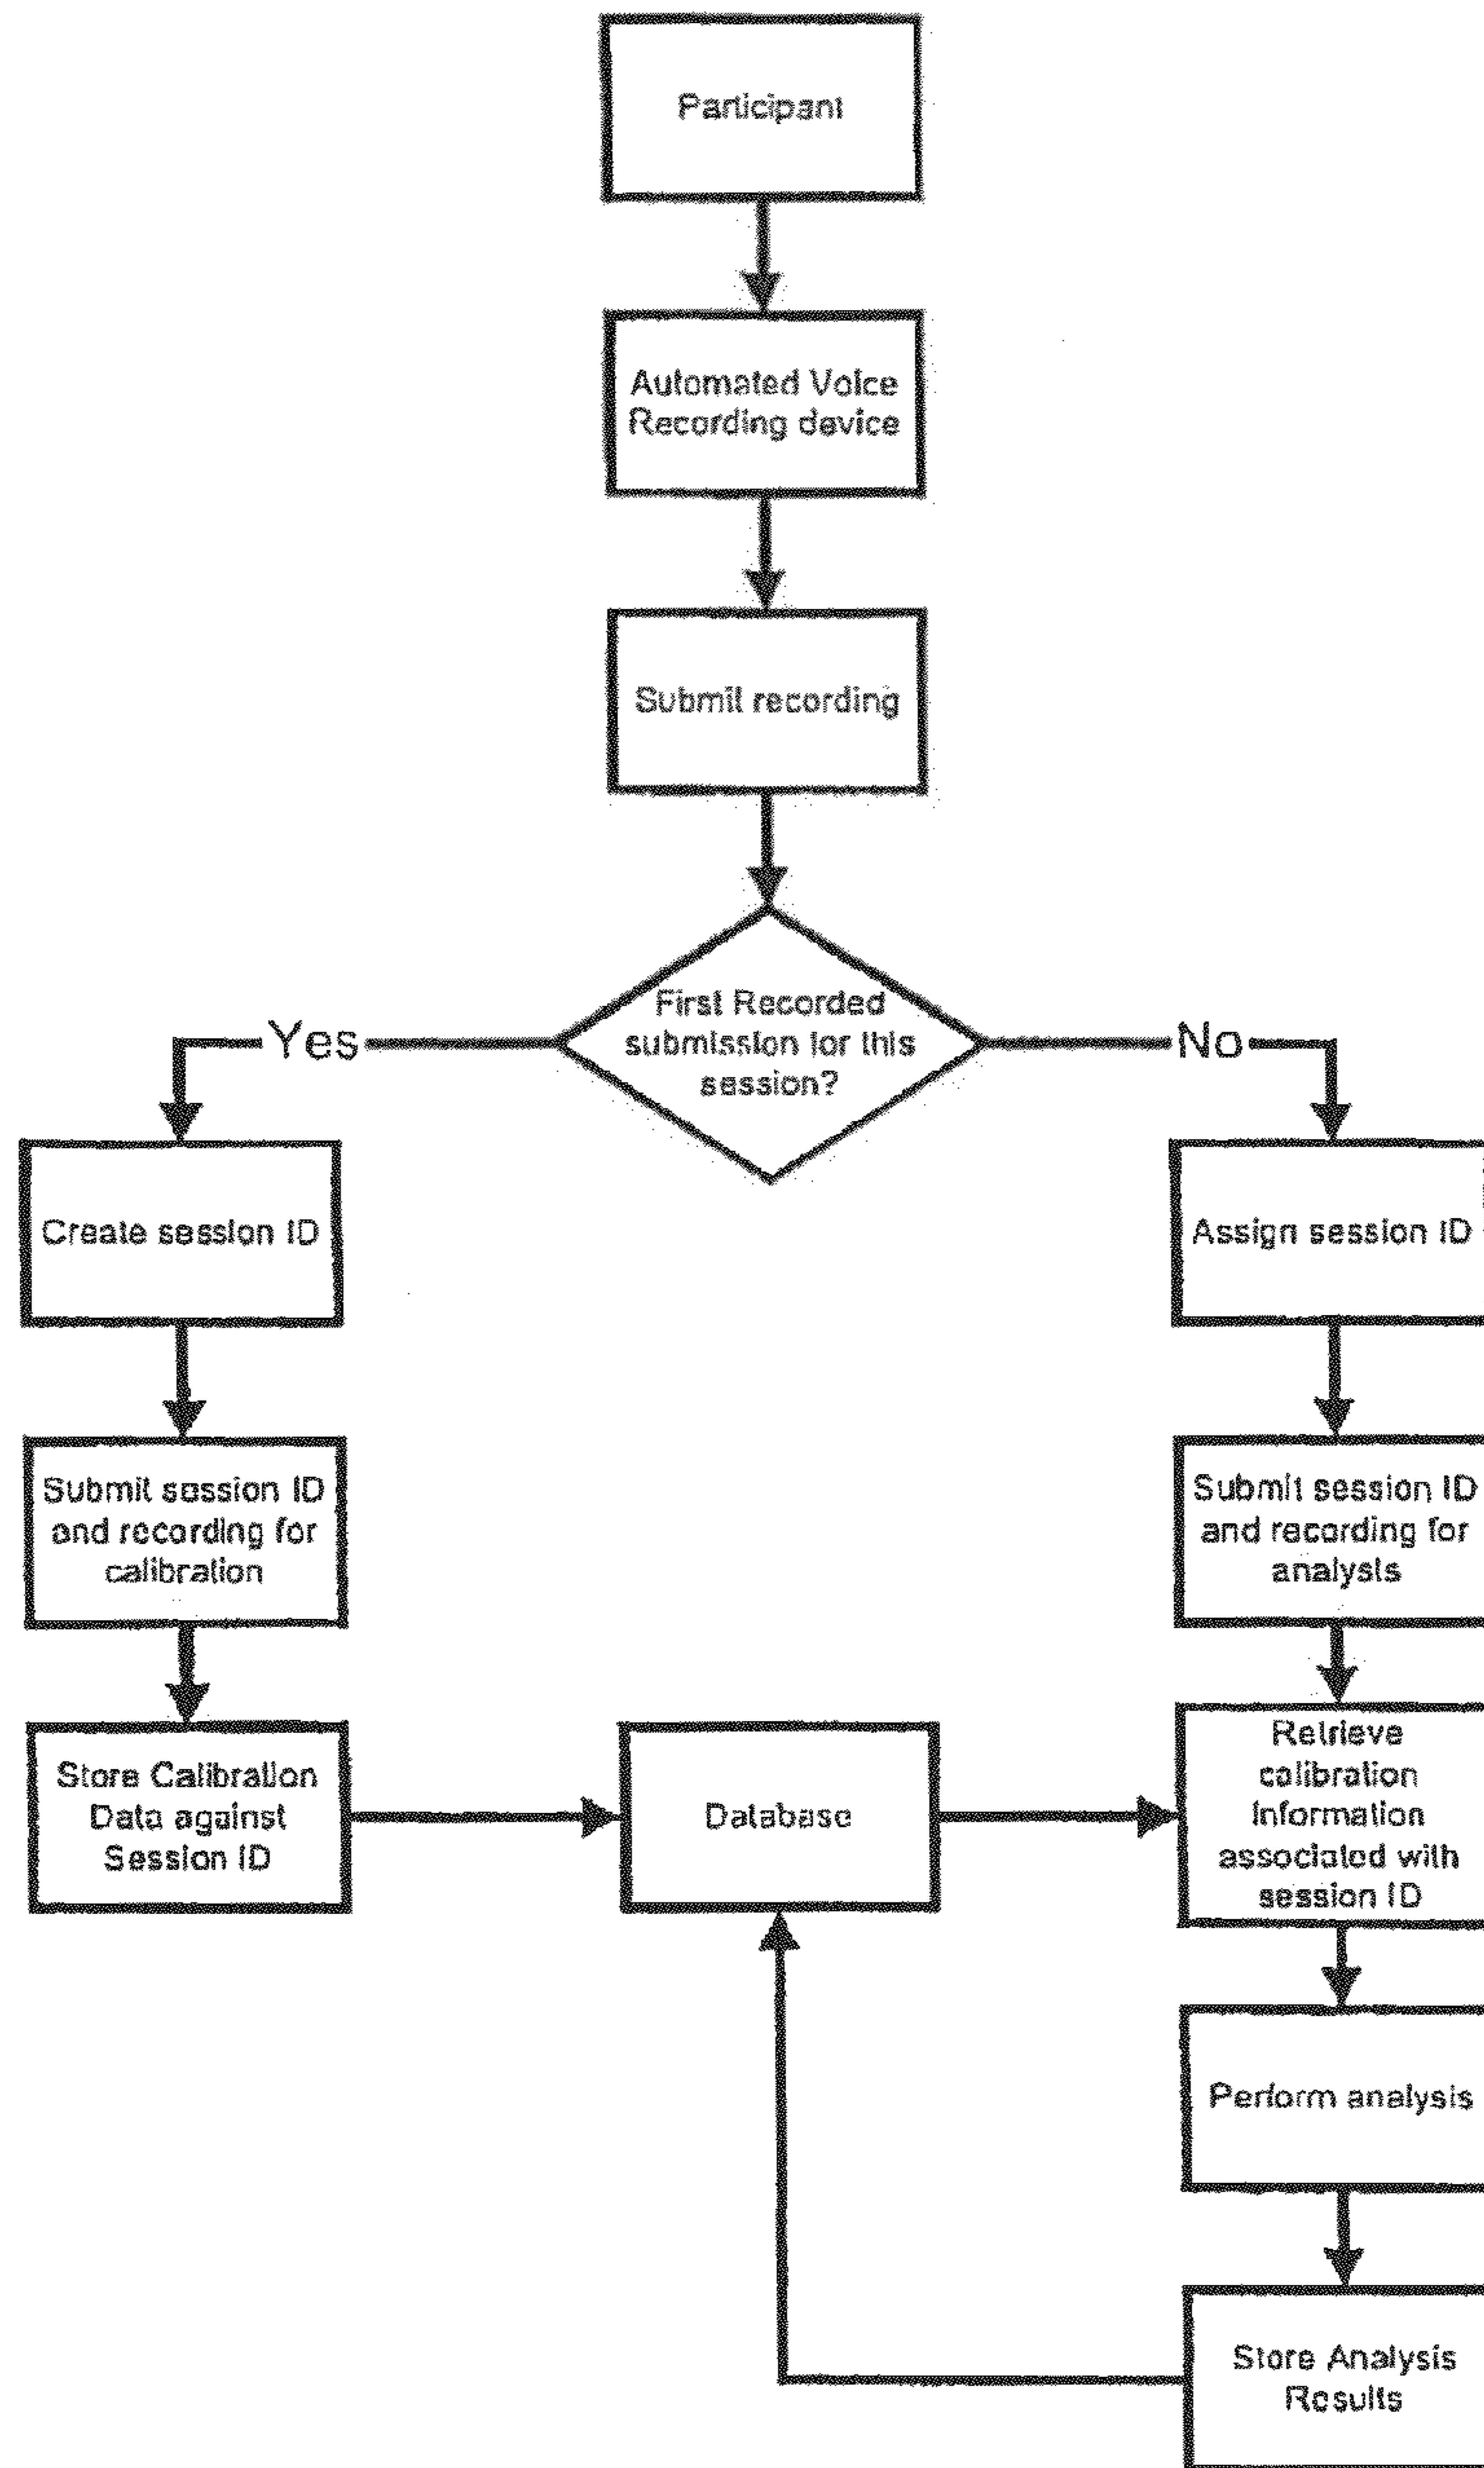 Participant
Automated Voice
Recording device
Submit recording
First Recorded
submission for this
session?
Yes
No
Create session ID
Assign session ID
Submit session ID
and recording for
calibration
Submit session ID
and recording for
analysis
Store Calibration
Data against
Session ID
Database
Retrieve
calibration
Information
associated with
session ID
Perform analysis
Store Analysis
Results